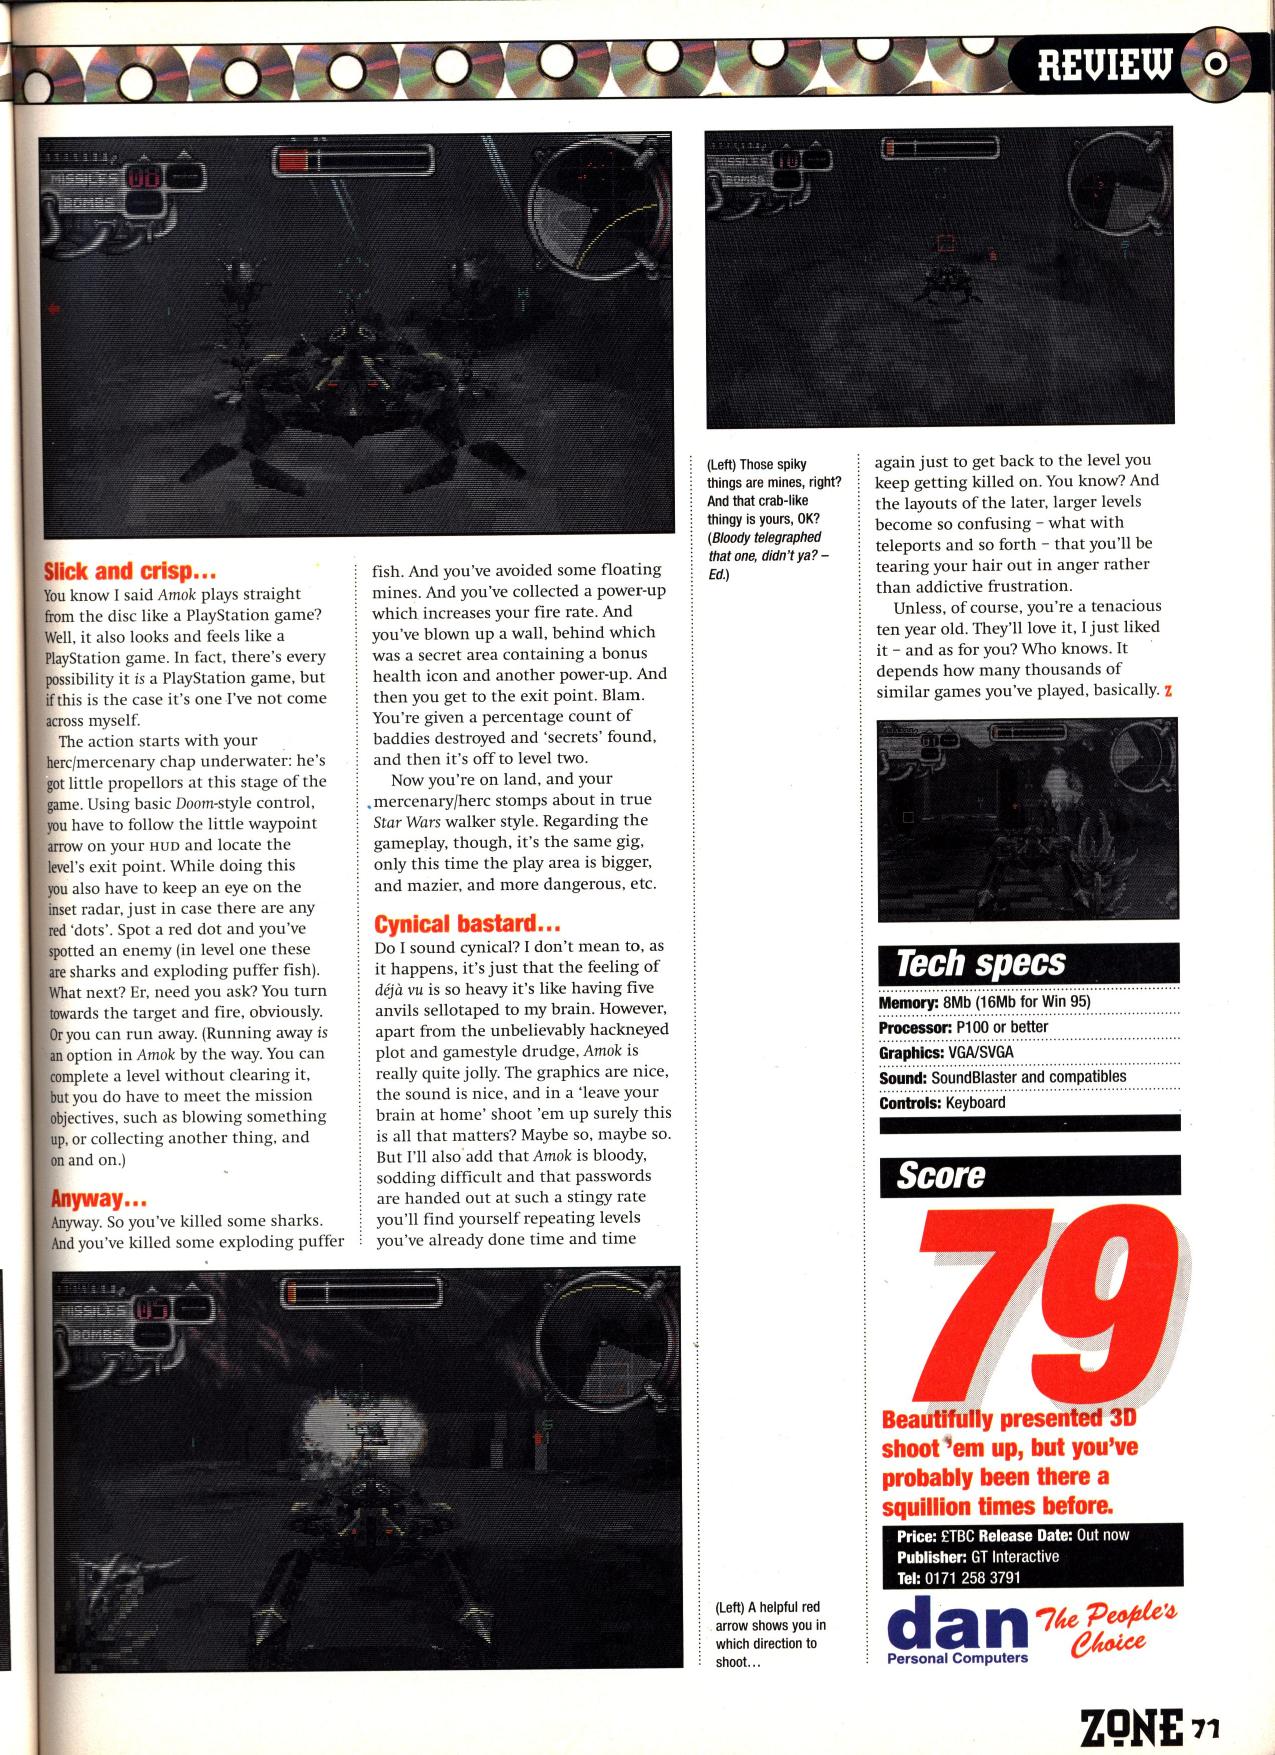 REVIEW
MISSILES 00
BOMBS
MISSILES 10
BOMBS
(Left) Those spiky
things are mines, right?
And that crab-like
thingy is yours, OK?
(Bloody telegraphed
that one, didn't ya? –
Ed.)
Slick and crisp...
You know I said Amok plays straight
from the disc like a PlayStation game?
Well, it also looks and feels like a
PlayStation game. In fact, there's every
possibility it is a PlayStation game, but
if this is the case it's one I've not come
across myself.
The action starts with your
herc/mercenary chap underwater: he's
got little propellors at this stage of the
game. Using basic Doom-style control,
you have to follow the little waypoint
arrow on your HUD and locate the
level's exit point. While doing this
you also have to keep an eye on the
inset radar, just in case there are any
red 'dots'. Spot a red dot and you've
spotted an enemy (in level one these
are sharks and exploding puffer fish).
What next? Er, need you ask? You turn
towards the target and fire, obviously.
Or you can run away. (Running away is
an option in Amok by the way. You can
complete a level without clearing it,
but you do have to meet the mission
objectives, such as blowing something
up, or collecting another thing, and
on and on.)
Anyway...
Anyway. So you've killed some sharks.
And you've killed some exploding puffer
fish. And you've avoided some floating
mines. And you've collected a power-up
which increases your fire rate. And
you've blown up a wall, behind which
was a secret area containing a bonus
health icon and another power-up. And
then you get to the exit point. Blam.
You're given a percentage count of
baddies destroyed and 'secrets' found,
and then it's off to level two.
Now you're on land, and your
mercenary/herc stomps about in true
Star Wars walker style. Regarding the
gameplay, though, it's the same gig,
only this time the play area is bigger,
and mazier, and more dangerous, etc.
Cynical bastard...
Do I sound cynical? I don't mean to, as
it happens, it's just that the feeling of
déjà vu is so heavy it's like having five
anvils sellotaped to my brain. However,
apart from the unbelievably hackneyed
plot and gamestyle drudge, Amok is
really quite jolly. The graphics are nice,
the sound is nice, and in a 'leave your
brain at home' shoot 'em up surely this
is all that matters? Maybe so, maybe so.
But I'll also add that Amok is bloody,
sodding difficult and that passwords
are handed out at such a stingy rate
you'll find yourself repeating levels
you've already done time and time
again just to get back to the level you
keep getting killed on. You know? And
the layouts of the later, larger levels
become so confusing – what with
teleports and so forth – that you'll be
tearing your hair out in anger rather
than addictive frustration.
Unless, of course, you're a tenacious
ten year old. They'll love it, I just liked
it – and as for you? Who knows. It
depends how many thousands of
similar games you've played, basically. Z
MISSILES
BOMBS
(Left) A helpful red
arrow shows you in
which direction to
shoot...
Tech specs
Memory: 8Mb (16Mb for Win 95)
Processor: P100 or better
Graphics: VGA/SVGA
Sound: SoundBlaster and compatibles
Controls: Keyboard
Score
79
Beautifully presented 3D
shoot 'em up, but you've
probably been there a
squillion times before.
Price: £TBC Release Date: Out now
Publisher: GT Interactive
Tel: 0171 258 3791
dan
Personal Computers
The People's
Choice
ZONE 71